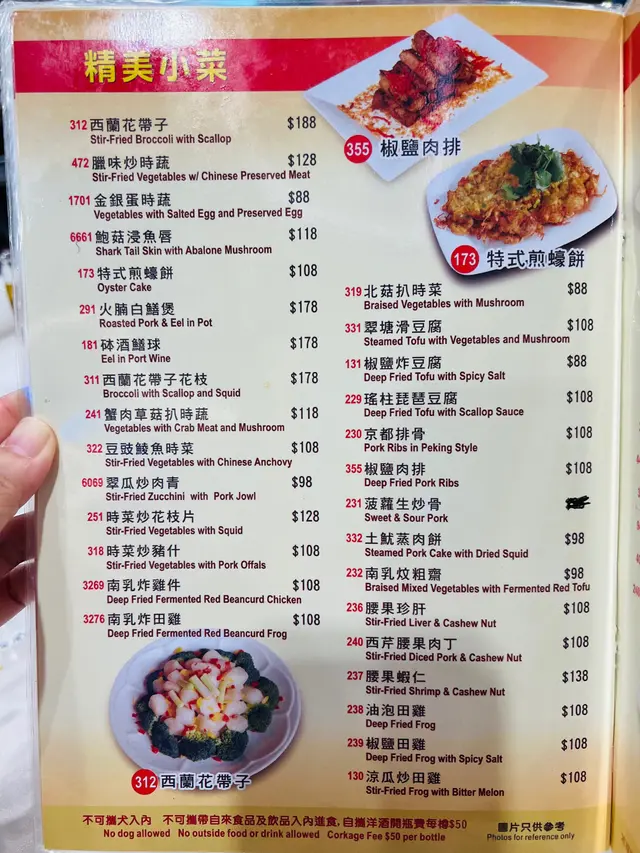 精美小菜
312 西蘭花帶子 $188
Stir-Fried Broccoli with Scallop
472 臘味炒時蔬 $128
Stir-Fried Vegetables w/ Chinese Preserved Meat
1701 金銀蛋時蔬 $88
Vegetables with Salted Egg and Preserved Egg
6661 鮑菇浸魚唇 $118
Shark Tail Skin with Abalone Mushroom
173 特式煎蠔餅 $108
Oyster Cake
291 火腩白鱔煲 $178
Roasted Pork & Eel in Pot
181 砵酒鱔球 $178
Eel in Port Wine
311 西蘭花帶子花枝 $178
Broccoli with Scallop and Squid
241 蟹肉草菇扒時蔬 $118
Vegetables with Crab Meat and Mushroom
322 豆豉鯪魚時菜 $108
Stir-Fried Vegetables with Chinese Anchovy
6069 翠瓜炒肉青 $98
Stir-Fried Zucchini with Pork Jowl
251 時菜炒花枝片 $128
Stir-Fried Vegetables with Squid
318 時菜炒豬什 $108
Stir-Fried Vegetables with Pork Offals
3269 南乳炸雞件 $108
Deep Fried Fermented Red Beancurd Chicken
3276 南乳炸田雞 $108
Deep Fried Fermented Red Beancurd Frog
312 西蘭花帶子
355 椒鹽肉排
173 特式煎蠔餅
319 北菇扒時菜 $88
Braised Vegetables with Mushroom
331 翠塘滑豆腐 $108
Steamed Tofu with Vegetables and Mushroom
131 椒鹽炸豆腐 $88
Deep Fried Tofu with Spicy Salt
229 瑤柱琵琶豆腐 $108
Deep Fried Tofu with Scallop Sauce
230 京都排骨 $108
Pork Ribs in Peking Style
355 椒鹽肉排 $108
Deep Fried Pork Ribs
231 菠蘿生炒骨
Sweet & Sour Pork
332 土魷蒸肉餅 $98
Steamed Pork Cake with Dried Squid
232 南乳炆粗齋 $98
Braised Mixed Vegetables with Fermented Red Tofu
236 腰果珍肝 $108
Stir-Fried Liver & Cashew Nut
240 西芹腰果肉丁 $108
Stir-Fried Diced Pork & Cashew Nut
237 腰果蝦仁 $138
Stir-Fried Shrimp & Cashew Nut
238 油泡田雞 $108
Deep Fried Frog
239 椒鹽田雞 $108
Deep Fried Frog with Spicy Salt
130 涼瓜炒田雞 $108
Stir-Fried Frog with Bitter Melon
不可攜犬入內 不可攜帶自來食品及飲品入內進食, 自攜洋酒開瓶費每樽$50
No dog allowed No outside food or drink allowed Corkage Fee $50 per bottle
圖片只供參考
Photos for reference only